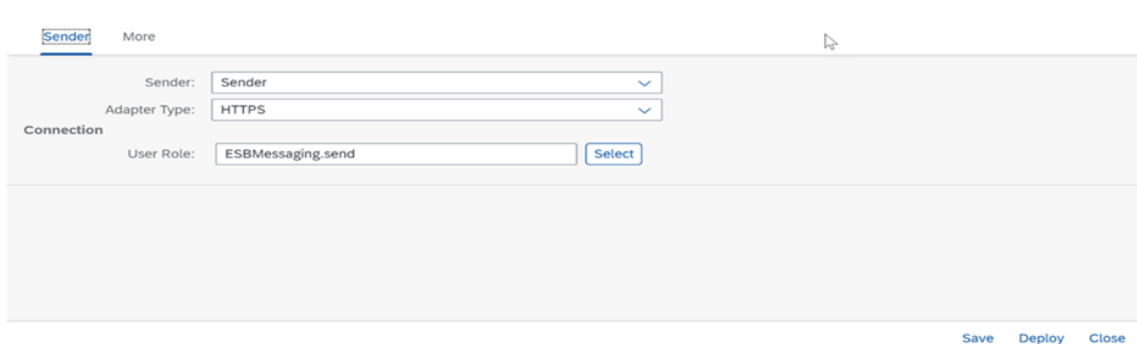 Sender More
Sender: Sender
Adapter Type: HTTPS
Connection
User Role: ESBMessaging.send Select
Save Deploy Close